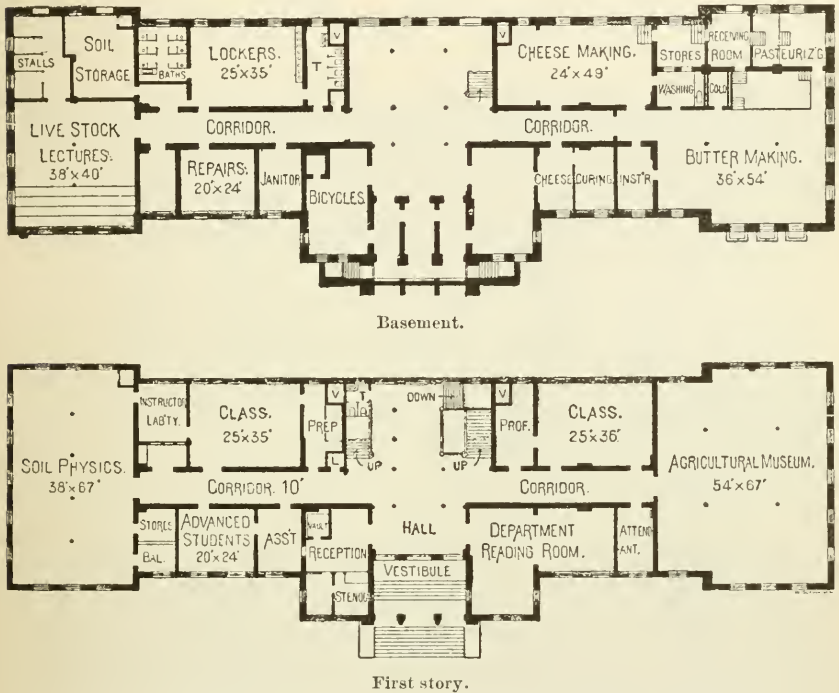 STALLS
SOIL
STORAGE
BATHS
LOCKERS.
25'x35'
T
V
V
CHEESE MAKING.
24'x49'
STORES
RECEIVING
ROOM
PASTEURIZ'G
WASHING
COLD
LIVE STOCK
LECTURES.
38'x40'
CORRIDOR.
CORRIDOR.
REPAIRS.
20'x24'
JANITOR
BICYCLES.
CHEESE
CURING.
INST'R
BUTTER MAKING.
36'x54'
Basement.
INSTRUCTOR
LAB'TY.
CLASS.
25'x35'
PREP
L
L
V
T
DOWN
UP
UP
V
PROF.
CLASS.
25'x36'
SOIL PHYSICS.
38'x67'
AGRICULTURAL MUSEUM.
54'x67'
CORRIDOR. 10'
CORRIDOR.
STORES
BAL.
ADVANCED
STUDENTS
20'x24'
ASS'T
VAULT
RECEPTION
STENOG.
HALL
VESTIBULE
DEPARTMENT
READING ROOM.
ATTEND-
ANT.
First story.